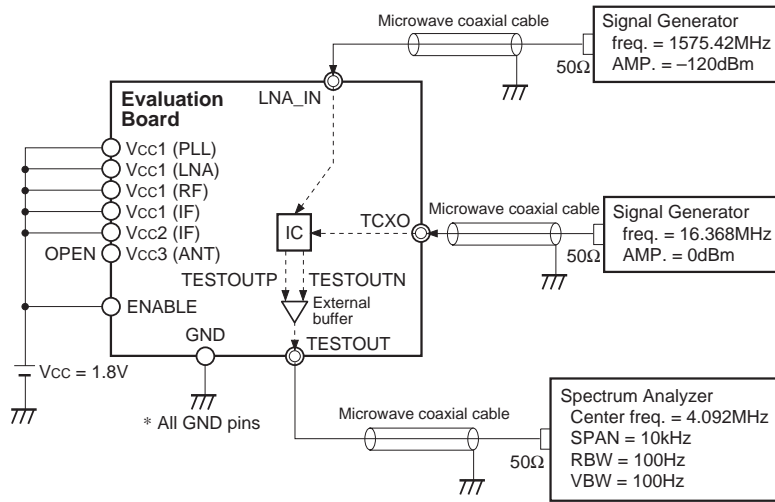 Microwave coaxial cable
50Ω
Signal Generator
freq. = 1575.42MHz
AMP. = –120dBm
Evaluation
Board
LNA_IN
VCC1 (PLL)
VCC1 (LNA)
VCC1 (RF)
VCC1 (IF)
VCC2 (IF)
OPEN
VCC3 (ANT)
ENABLE
GND
VCC = 1.8V
* All GND pins
IC
TCXO
TESTOUTP
TESTOUTN
External
buffer
TESTOUT
Microwave coaxial cable
50Ω
Signal Generator
freq. = 16.368MHz
AMP. = 0dBm
Microwave coaxial cable
50Ω
Spectrum Analyzer
Center freq. = 4.092MHz
SPAN = 10kHz
RBW = 100Hz
VBW = 100Hz